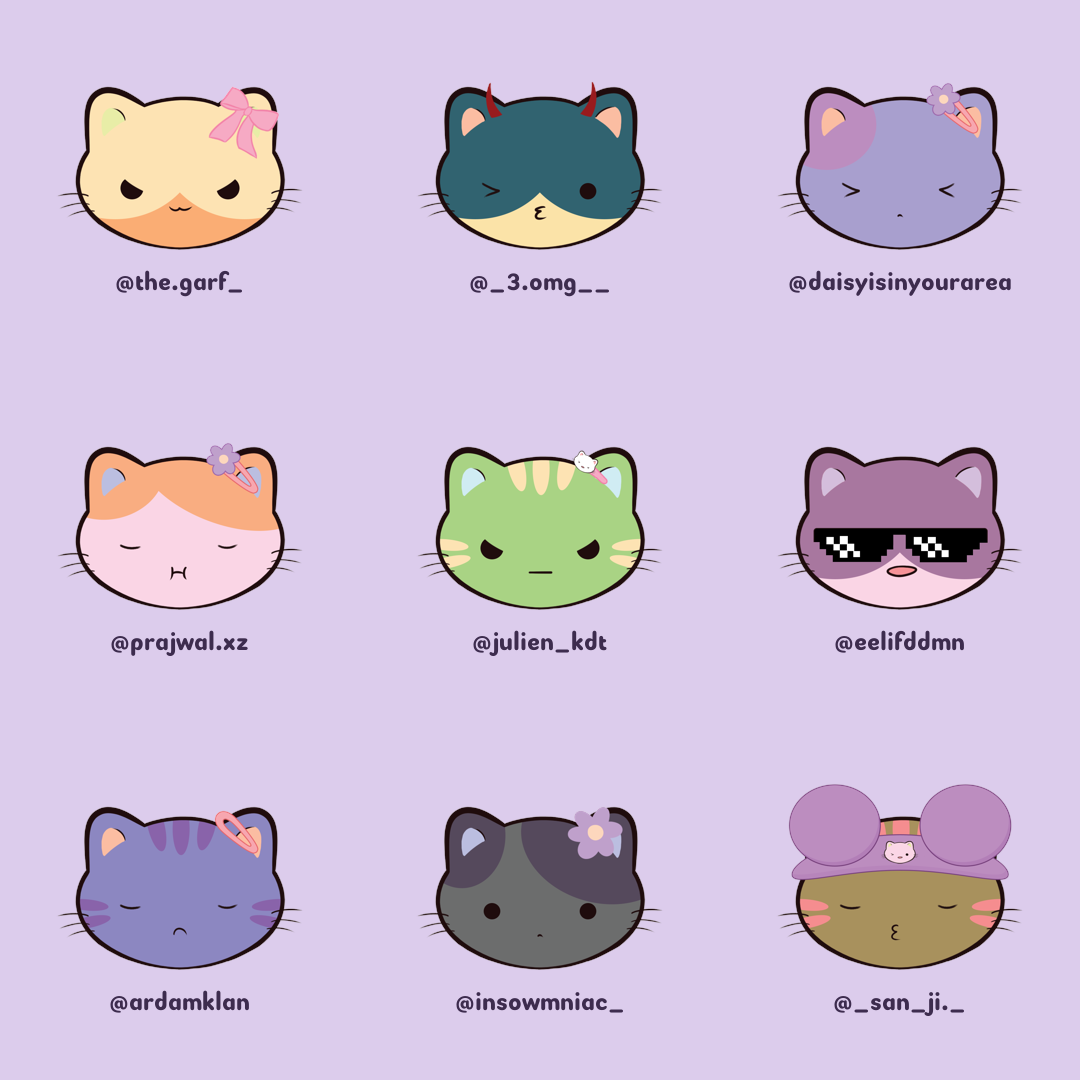 @the.garf_
@_3.omg__
@daisyisinyourarea
@prajwal.xz
@julien_kdt
@eelifddmn
@ardamklan
@insowmniac_
@_san_ji._